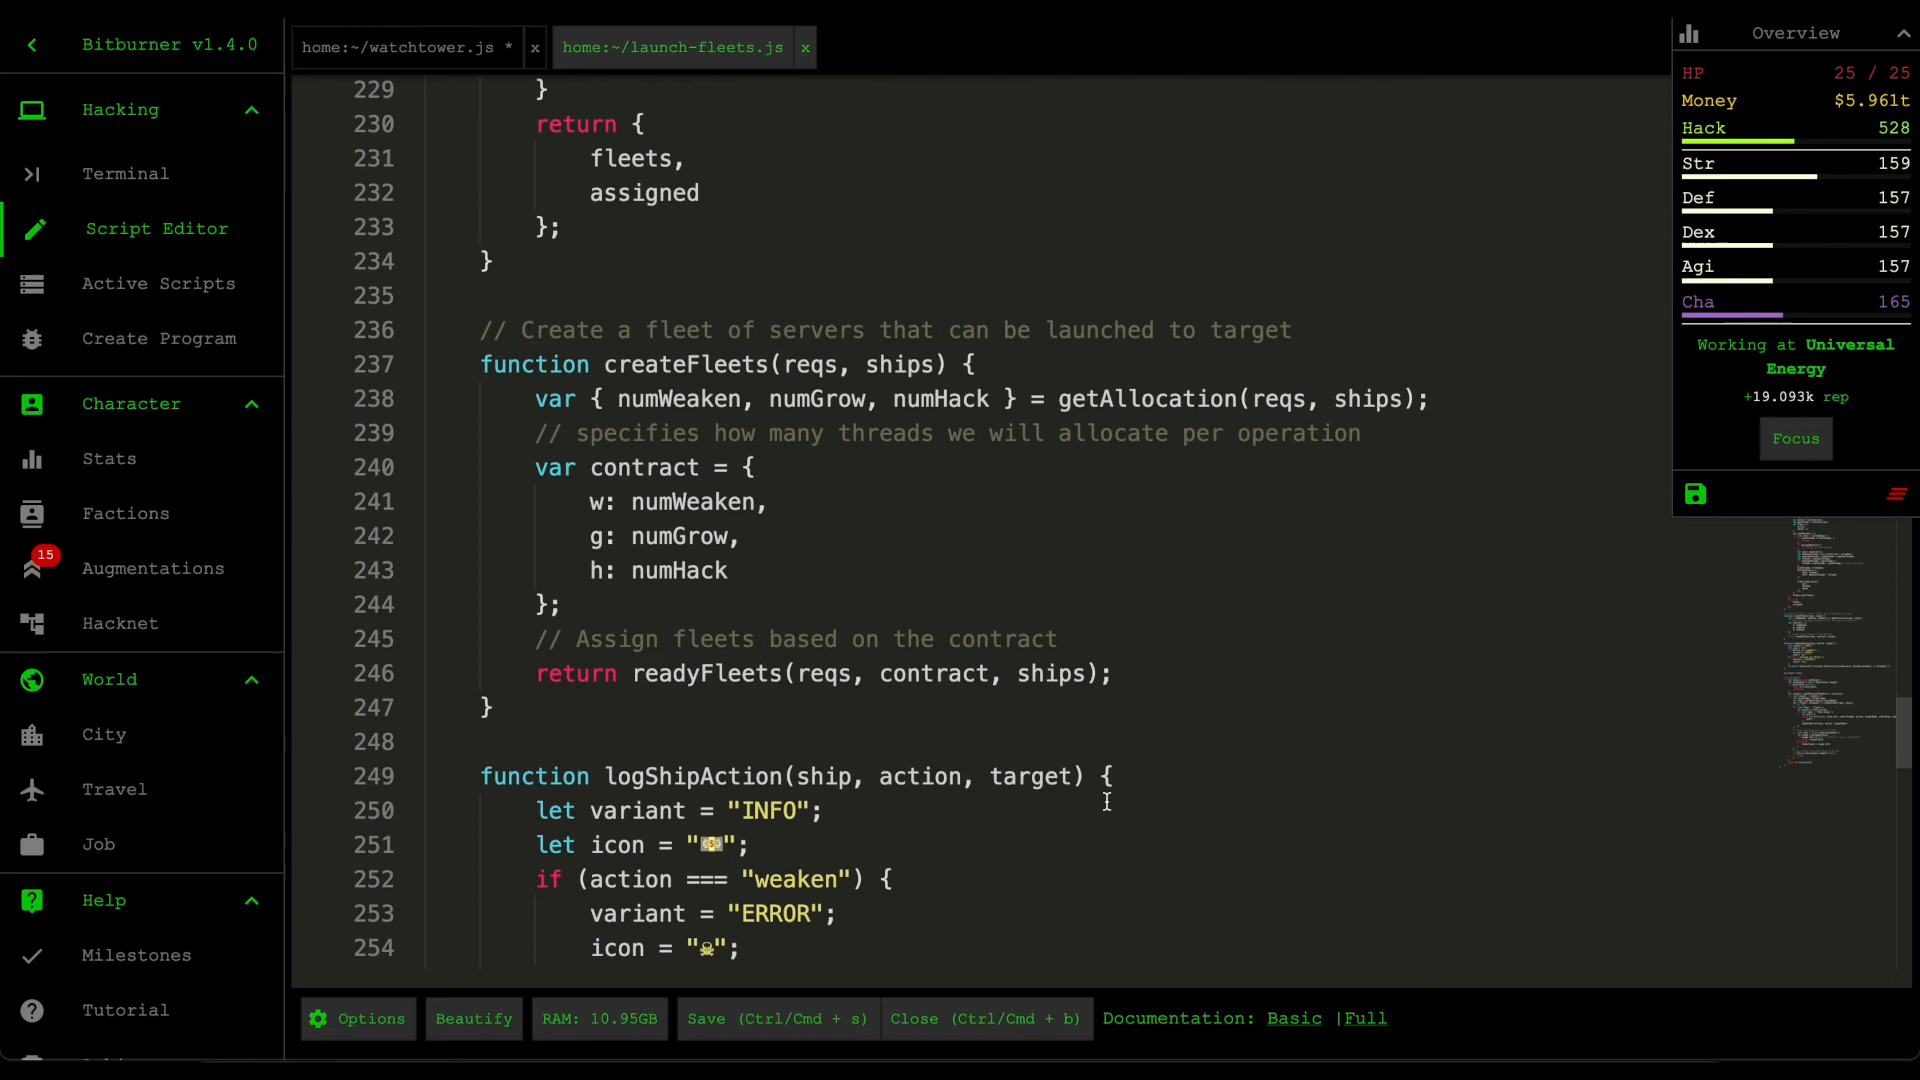 Bitburner v1.4.0
Hacking
Terminal
Script Editor
Active Scripts
Create Program
Character
Stats
Factions
15
Augmentations
Hacknet
World
City
Travel
Job
Help
Milestones
Tutorial
home:~/watchtower.js * x
home:~/launch-fleets.js x
229 }
230 return {
231 fleets,
232 assigned
233 };
234 }
235
236 // Create a fleet of servers that can be launched to target
237 function createFleets(reqs, ships) {
238 var { numWeaken, numGrow, numHack } = getAllocation(reqs, ships);
239 // specifies how many threads we will allocate per operation
240 var contract = {
241 w: numWeaken,
242 g: numGrow,
243 h: numHack
244 };
245 // Assign fleets based on the contract
246 return readyFleets(reqs, contract, ships);
247 }
248
249 function logShipAction(ship, action, target) {
250 let variant = "INFO";
251 let icon = "💵";
252 if (action === "weaken") {
253 variant = "ERROR";
254 icon = "☠";
Options
Beautify
RAM: 10.95GB
Save (Ctrl/Cmd + s)
Close (Ctrl/Cmd + b)
Documentation: Basic |Full
Overview
HP 25 / 25
Money $5.961t
Hack 528
Str 159
Def 157
Dex 157
Agi 157
Cha 165
Working at Universal
Energy
+19.093k rep
Focus